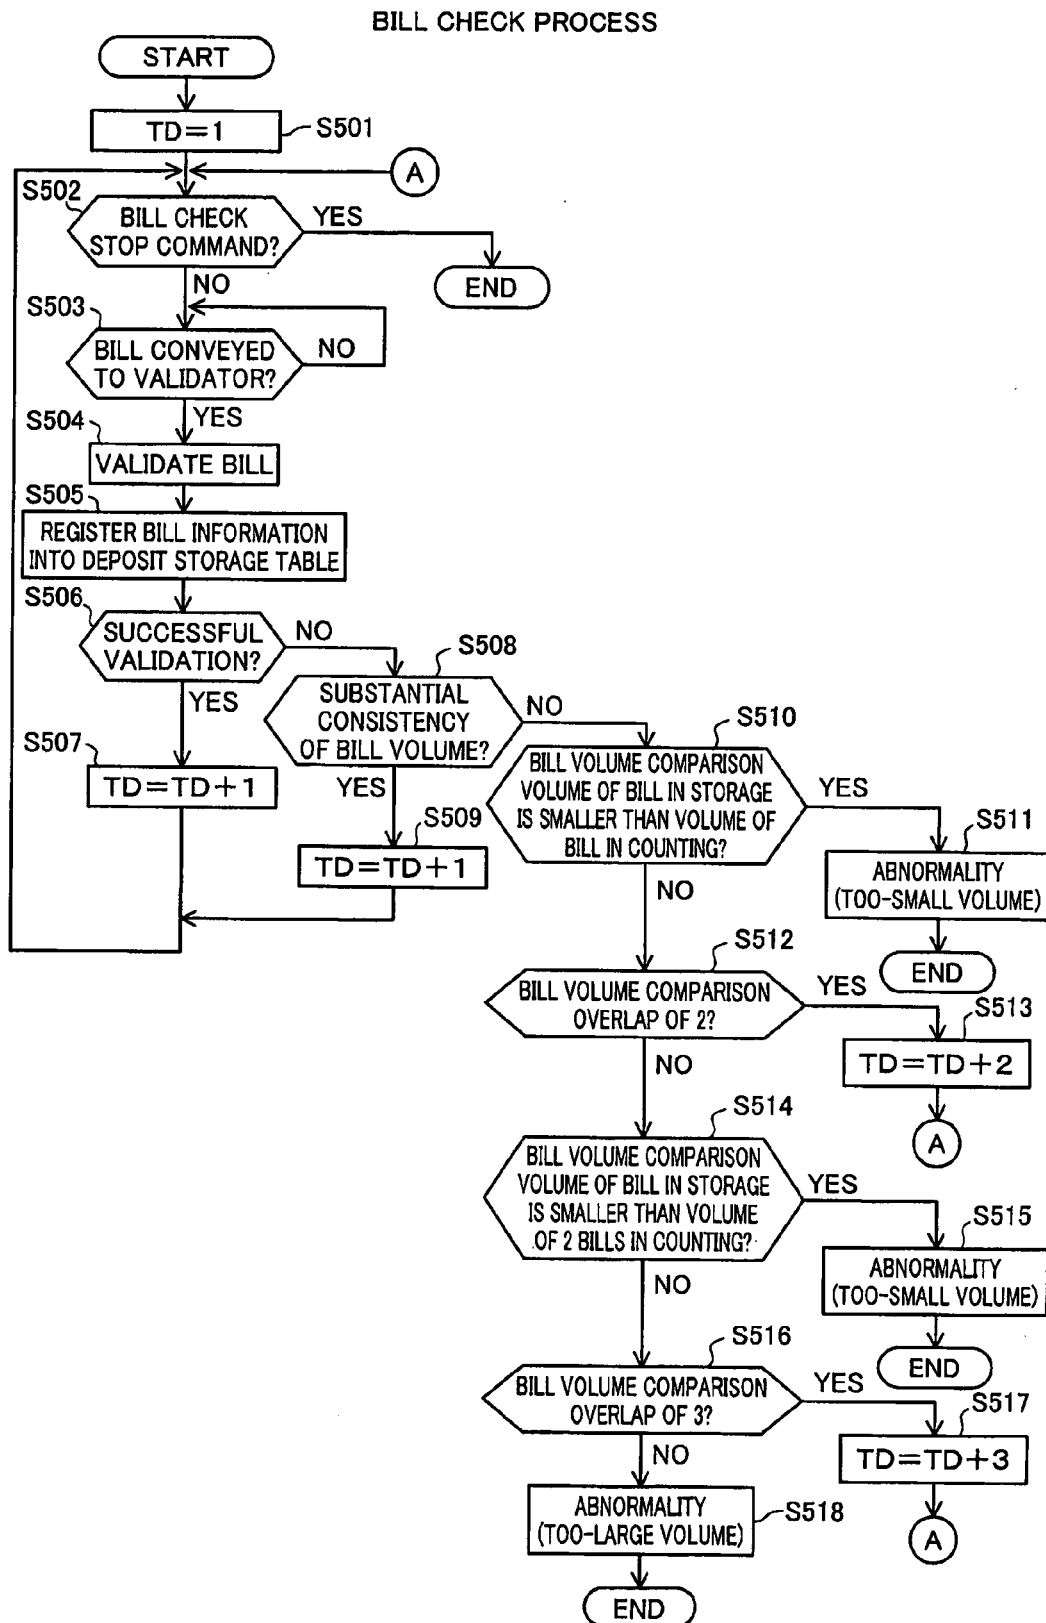 BILL CHECK PROCESS
START
TD=1
S501
A
S502
BILL CHECK
STOP COMMAND?
YES
END
NO
S503
BILL CONVEYED
TO VALIDATOR?
NO
YES
S504
VALIDATE BILL
S505
REGISTER BILL INFORMATION
INTO DEPOSIT STORAGE TABLE
S506
SUCCESSFUL
VALIDATION?
NO
YES
S507
TD=TD+1
S508
SUBSTANTIAL
CONSISTENCY
OF BILL VOLUME?
NO
YES
S509
TD=TD+1
S510
BILL VOLUME COMPARISON
VOLUME OF BILL IN STORAGE
IS SMALLER THAN VOLUME OF
BILL IN COUNTING?
YES
S511
ABNORMALITY
(TOO-SMALL VOLUME)
END
NO
S512
BILL VOLUME COMPARISON
OVERLAP OF 2?
YES
S513
TD=TD+2
A
NO
S514
BILL VOLUME COMPARISON
VOLUME OF BILL IN STORAGE
IS SMALLER THAN VOLUME
OF 2 BILLS IN COUNTING?
YES
S515
ABNORMALITY
(TOO-SMALL VOLUME)
END
NO
S516
BILL VOLUME COMPARISON
OVERLAP OF 3?
YES
S517
TD=TD+3
A
NO
ABNORMALITY
(TOO-LARGE VOLUME)
S518
END